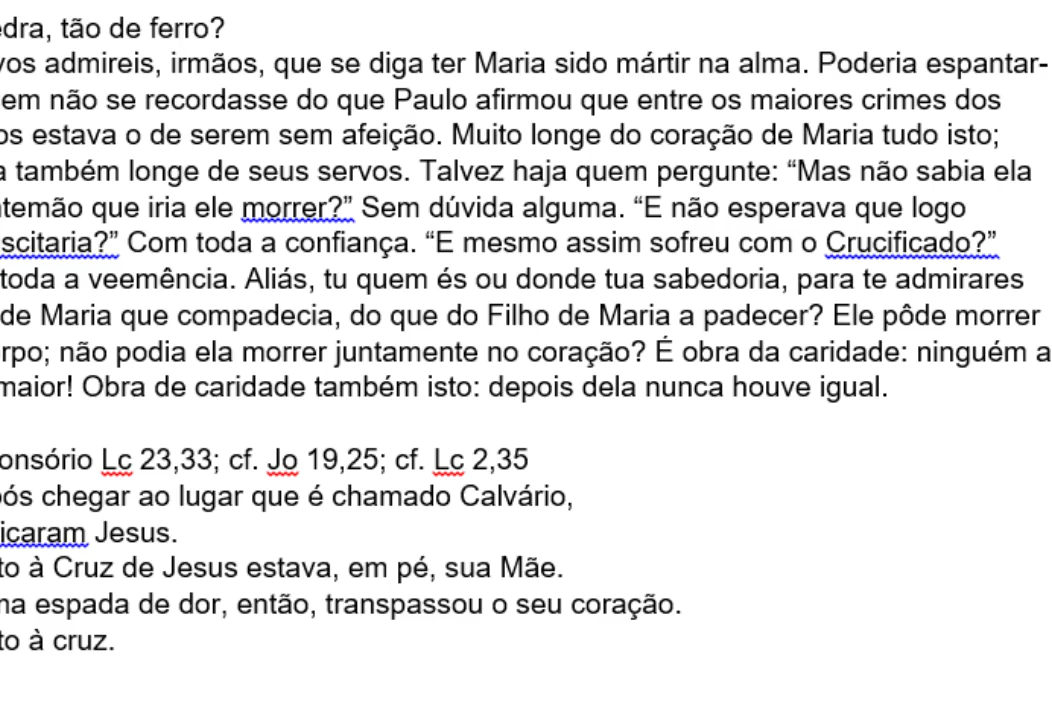 edra, tão de ferro?
vos admireis, irmãos, que se diga ter Maria sido mártir na alma. Poderia espantar-
em não se recordasse do que Paulo afirmou que entre os maiores crimes dos
os estava o de serem sem afeição. Muito longe do coração de Maria tudo isto;
a também longe de seus servos. Talvez haja quem pergunte: “Mas não sabia ela
temão que iria ele morrer?” Sem dúvida alguma. “E não esperava que logo
scitaria?” Com toda a confiança. “E mesmo assim sofreu com o Crucificado?”
toda a veemência. Aliás, tu quem és ou donde tua sabedoria, para te admirares
de Maria que compadecia, do que do Filho de Maria a padecer? Ele pôde morrer
rpo; não podia ela morrer juntamente no coração? É obra da caridade: ninguém a
maior! Obra de caridade também isto: depois dela nunca houve igual.
onsório Lc 23,33; cf. Jo 19,25; cf. Lc 2,35
pós chegar ao lugar que é chamado Calvário,
icaram Jesus.
to à Cruz de Jesus estava, em pé, sua Mãe.
ma espada de dor, então, transpassou o seu coração.
to à cruz.